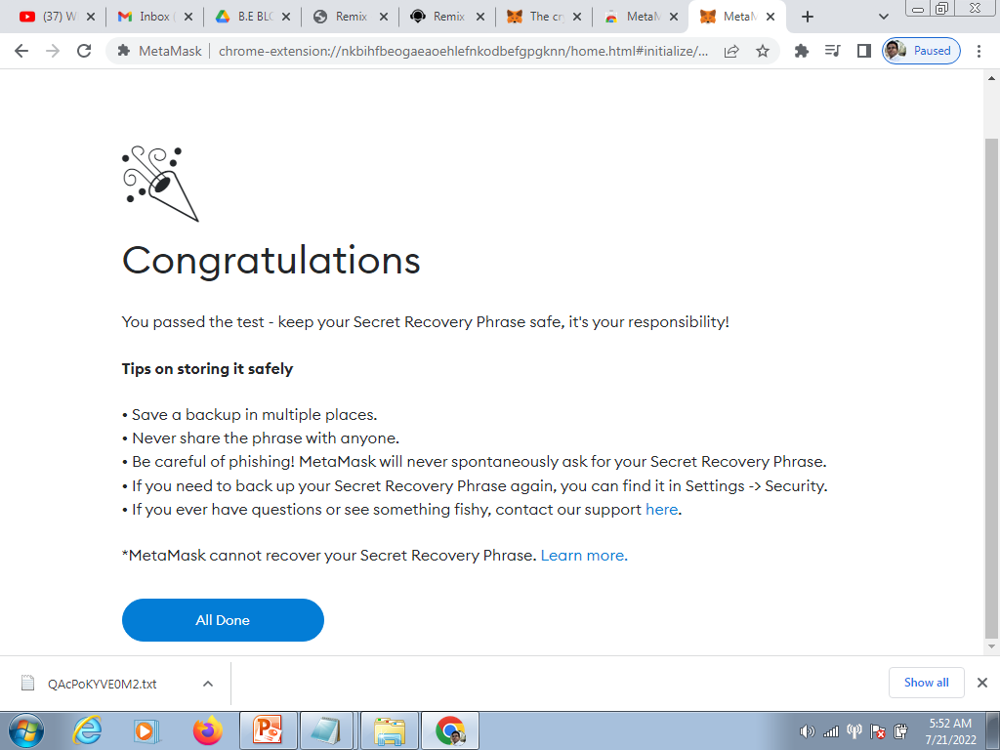 (37) W
Inbox (
B.E BLO
Remix
Remix
The cry
MetaM
MetaM
MetaMask
chrome-extension://nkbihfbeogaeaoehlefnkodbefgpgknn/home.html#initialize/...
Paused
Congratulations
You passed the test - keep your Secret Recovery Phrase safe, it's your responsibility!
Tips on storing it safely
• Save a backup in multiple places.
• Never share the phrase with anyone.
• Be careful of phishing! MetaMask will never spontaneously ask for your Secret Recovery Phrase.
• If you need to back up your Secret Recovery Phrase again, you can find it in Settings -> Security.
• If you ever have questions or see something fishy, contact our support here.
*MetaMask cannot recover your Secret Recovery Phrase. Learn more.
All Done
QAcPoKYVE0M2.txt
Show all
5:52 AM
7/21/2022